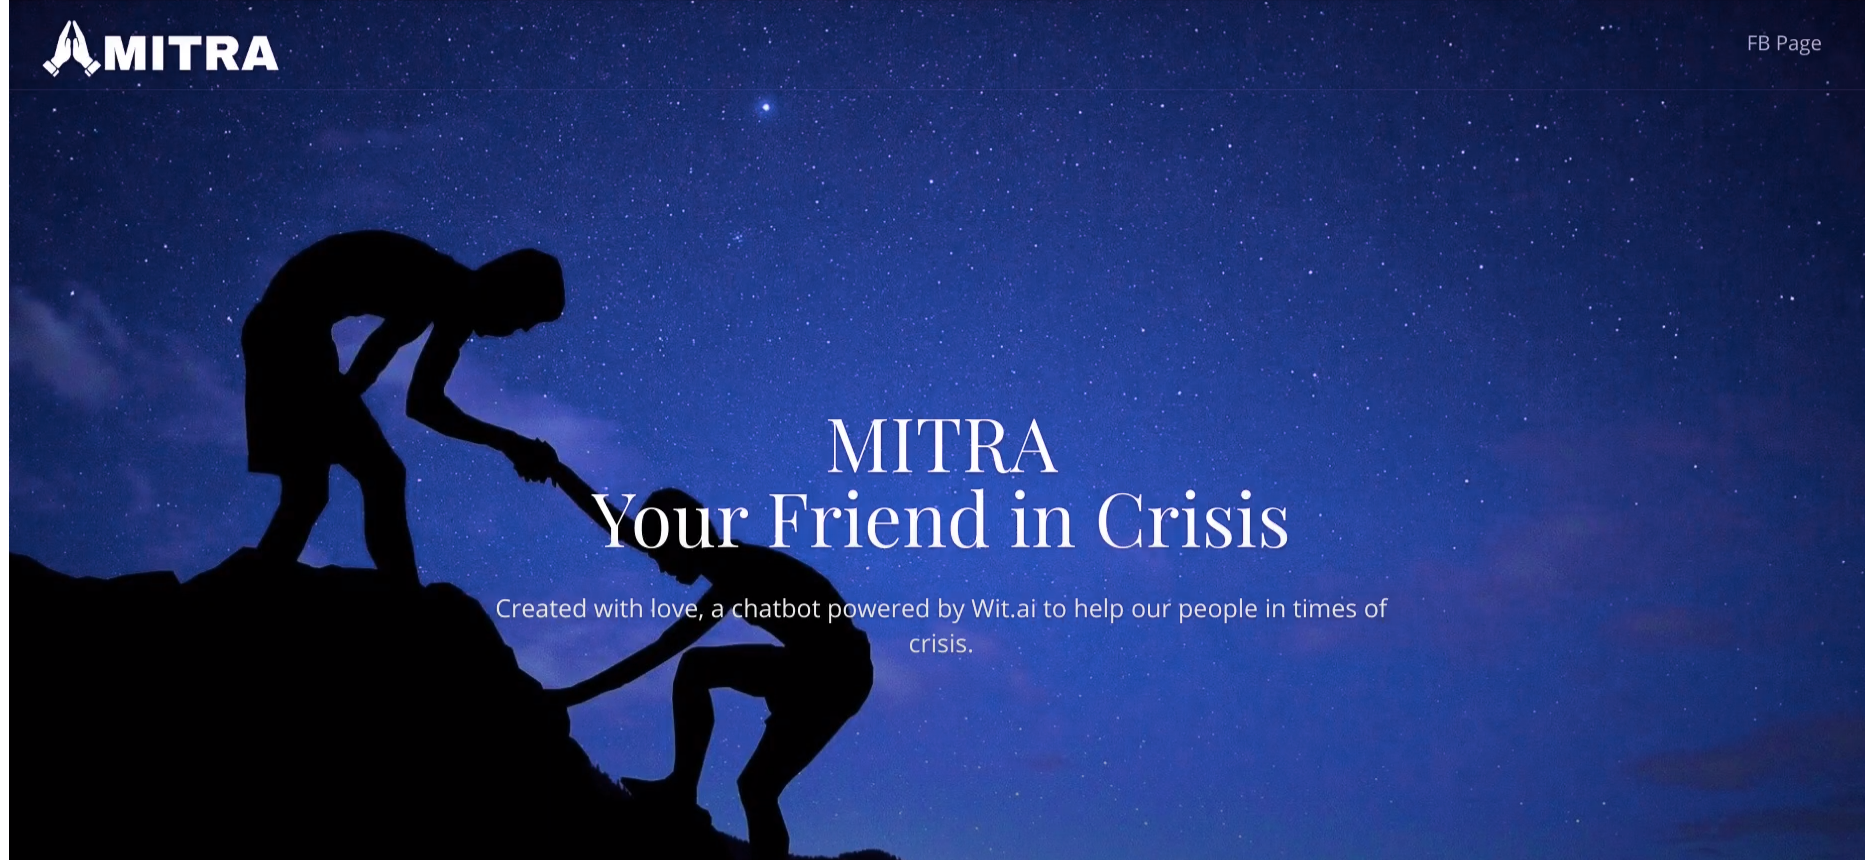 MITRA
FB Page
MITRA
Your Friend in Crisis
Created with love, a chatbot powered by Wit.ai to help our people in times of
crisis.